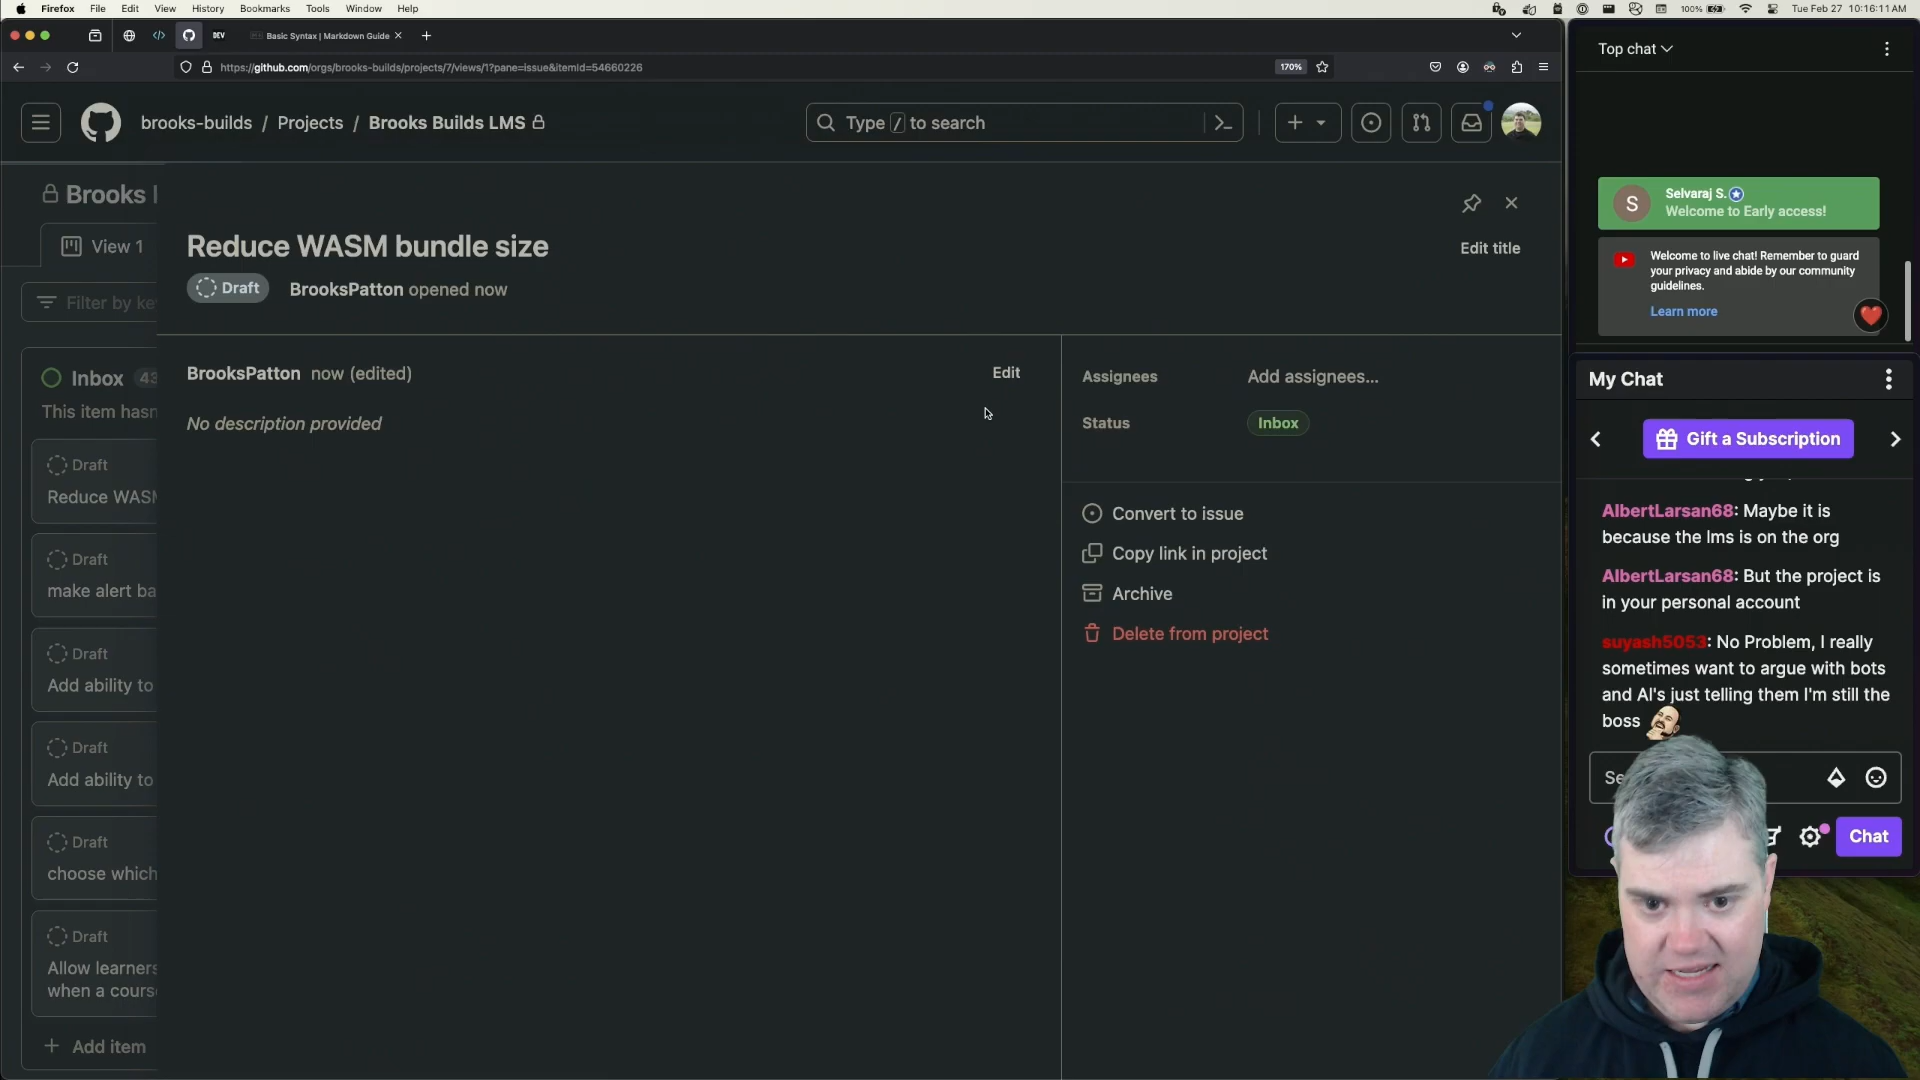 Firefox File Edit View History Bookmarks Tools Window Help
100%
Tue Feb 27 10:16:11 AM
DEV
Basic Syntax | Markdown Guide
https://github.com/orgs/brooks-builds/projects/7/views/1?pane=issue&itemId=54660226
170%
brooks-builds / Projects / Brooks Builds LMS
Type / to search
Brooks
View 1
Filter by ke
Inbox 43
This item hasn
Draft
Reduce WASM
Draft
make alert ba
Draft
Add ability to
Draft
Add ability to
Draft
choose which
Draft
Allow learners
when a cours
+ Add item
Reduce WASM bundle size
Edit title
Draft
BrooksPatton opened now
BrooksPatton now (edited)
Edit
No description provided
Assignees
Add assignees...
Status
Inbox
Convert to issue
Copy link in project
Archive
Delete from project
Top chat
S
Selvaraj S.
Welcome to Early access!
Welcome to live chat! Remember to guard
your privacy and abide by our community
guidelines.
Learn more
My Chat
Gift a Subscription
AlbertLarsan68: Maybe it is
because the lms is on the org
AlbertLarsan68: But the project is
in your personal account
suyash5053: No Problem, I really
sometimes want to argue with bots
and AI's just telling them I'm still the
boss
Se
Chat